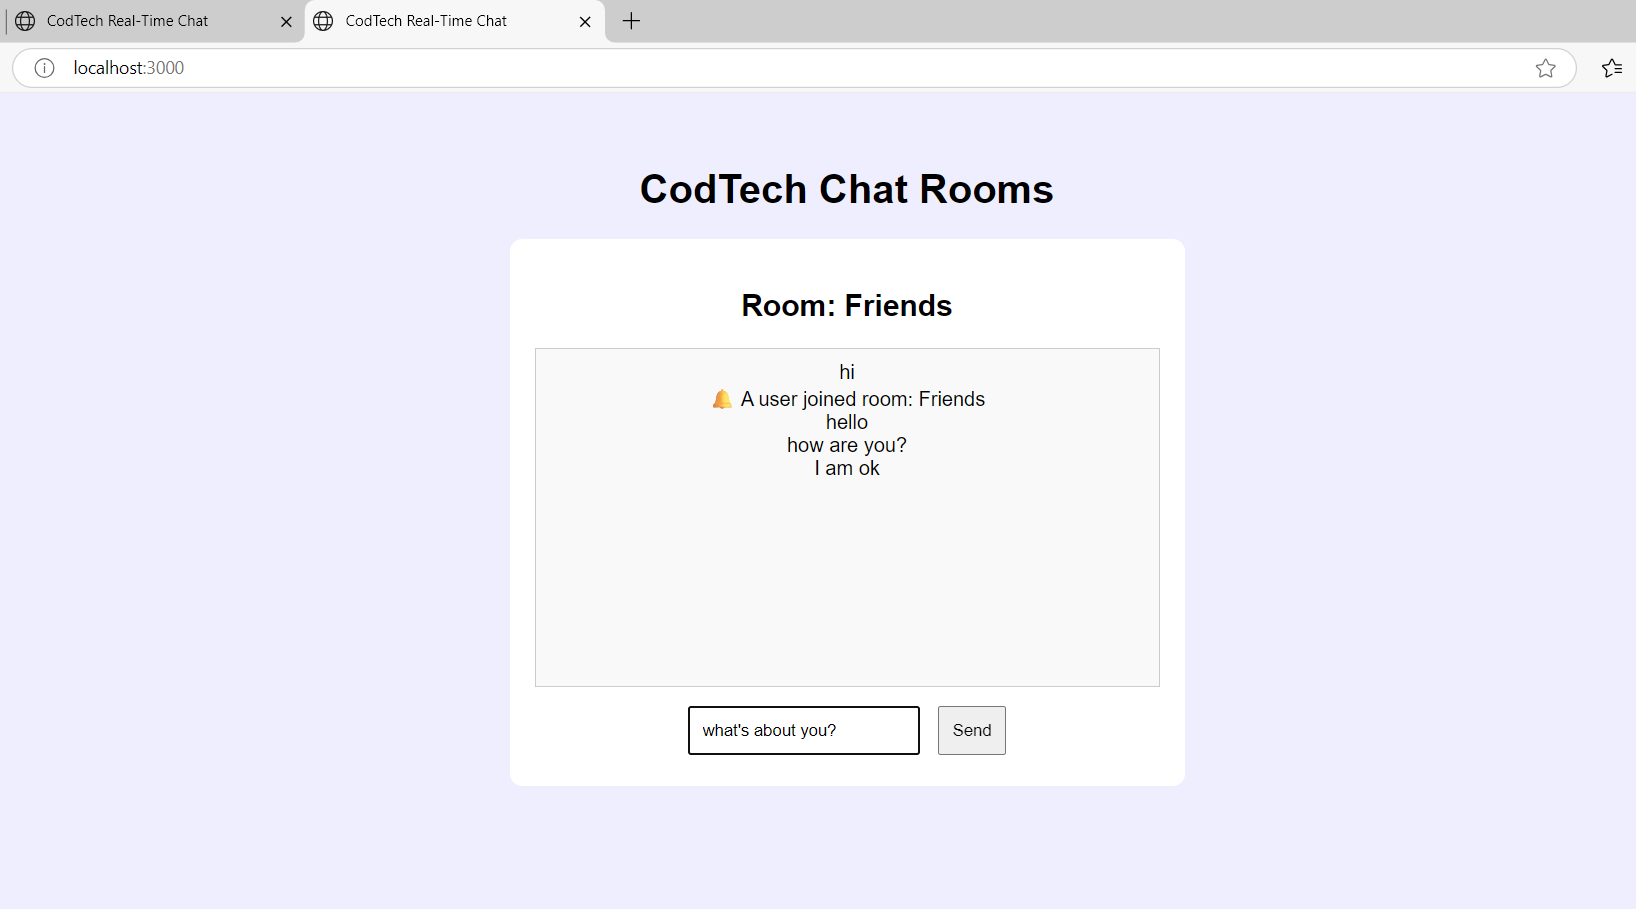 CodTech Real-Time Chat
CodTech Real-Time Chat
localhost:3000
CodTech Chat Rooms
Room: Friends
hi
🔔 A user joined room: Friends
hello
how are you?
I am ok
what's about you?
Send